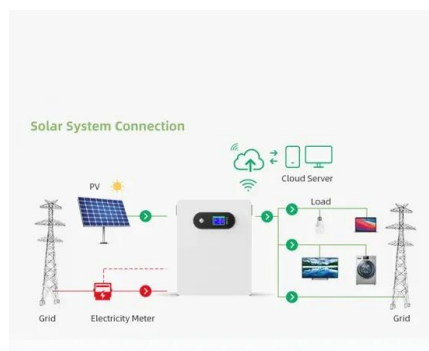 Solar System Connection
Cloud Server
PV
Load
Grid
Electricity Meter
Grid